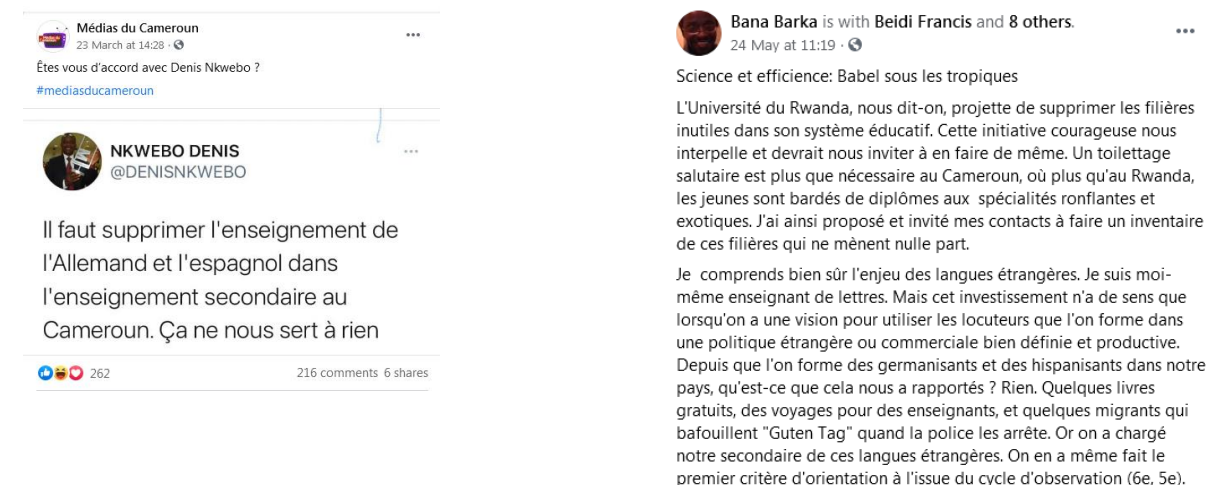 Médias du Cameroun
23 March at 14:28 ·
Êtes vous d'accord avec Denis Nkwebo ?
#mediasducameroun
NKWEBO DENIS
@DENISNKWEBO
Il faut supprimer l'enseignement de
l'Allemand et l'espagnol dans
l'enseignement secondaire au
Cameroun. Ça ne nous sert à rien
262
216 comments 6 shares
Bana Barka is with Beidi Francis and 8 others.
24 May at 11:19 ·
Science et efficience: Babel sous les tropiques
L'Université du Rwanda, nous dit-on, projette de supprimer les filières
inutiles dans son système éducatif. Cette initiative courageuse nous
interpelle et devrait nous inviter à en faire de même. Un toilettage
salutaire est plus que nécessaire au Cameroun, où plus qu'au Rwanda,
les jeunes sont bardés de diplômes aux spécialités ronflantes et
exotiques. J'ai ainsi proposé et invité mes contacts à faire un inventaire
de ces filières qui ne mènent nulle part.
Je comprends bien sûr l'enjeu des langues étrangères. Je suis moi-
même enseignant de lettres. Mais cet investissement n'a de sens que
lorsqu'on a une vision pour utiliser les locuteurs que l'on forme dans
une politique étrangère ou commerciale bien définie et productive.
Depuis que l'on forme des germanisants et des hispanisants dans notre
pays, qu'est-ce que cela nous a rapportés ? Rien. Quelques livres
gratuits, des voyages pour des enseignants, et quelques migrants qui
bafouillent "Guten Tag" quand la police les arrête. Or on a chargé
notre secondaire de ces langues étrangères. On en a même fait le
premier critère d'orientation à l'issue du cycle d'observation (6e, 5e).